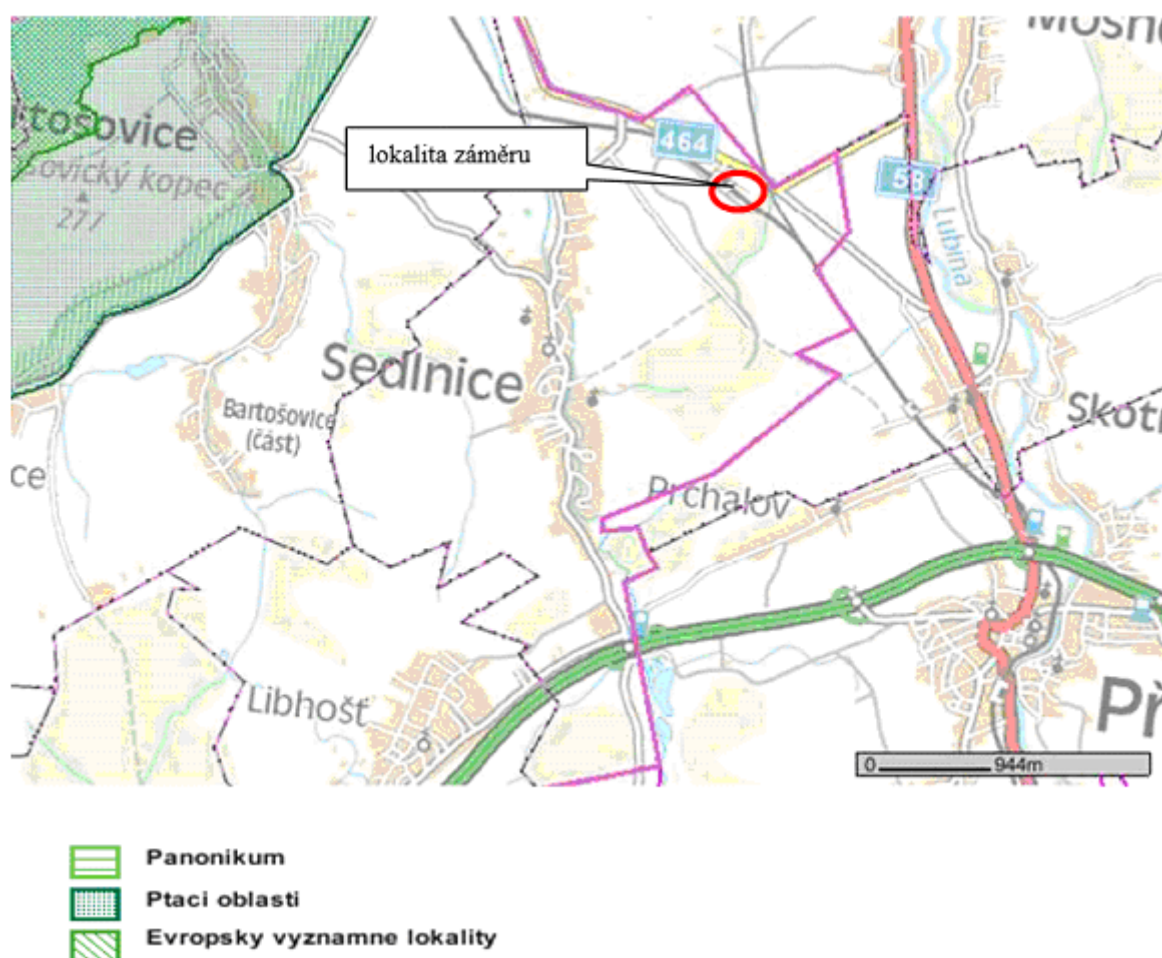 Mošno
tošovice
sovický kopec
277
lokalita záměru
464
58
Lubina
Sedlnice
Bartošovice
(část)
ce
Skotn
Prchalov
Libhošť
Př
0 944m
Panonikum
Ptaci oblasti
Evropsky vyznamne lokality